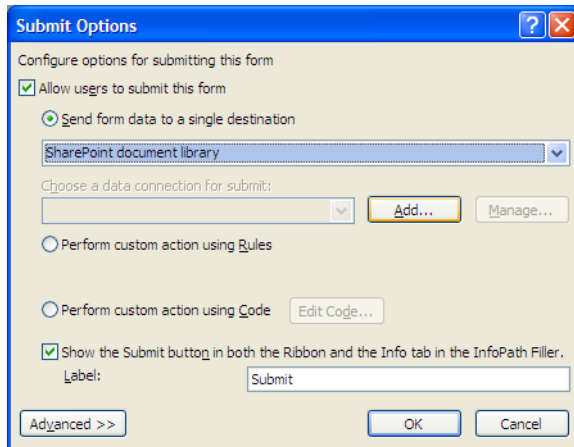 Submit Options
Configure options for submitting this form
Allow users to submit this form
Send form data to a single destination
SharePoint document library
Choose a data connection for submit:
Add... Manage...
Perform custom action using Rules
Perform custom action using Code Edit Code...
Show the Submit button in both the Ribbon and the Info tab in the InfoPath Filler.
Label: Submit
Advanced >> OK Cancel